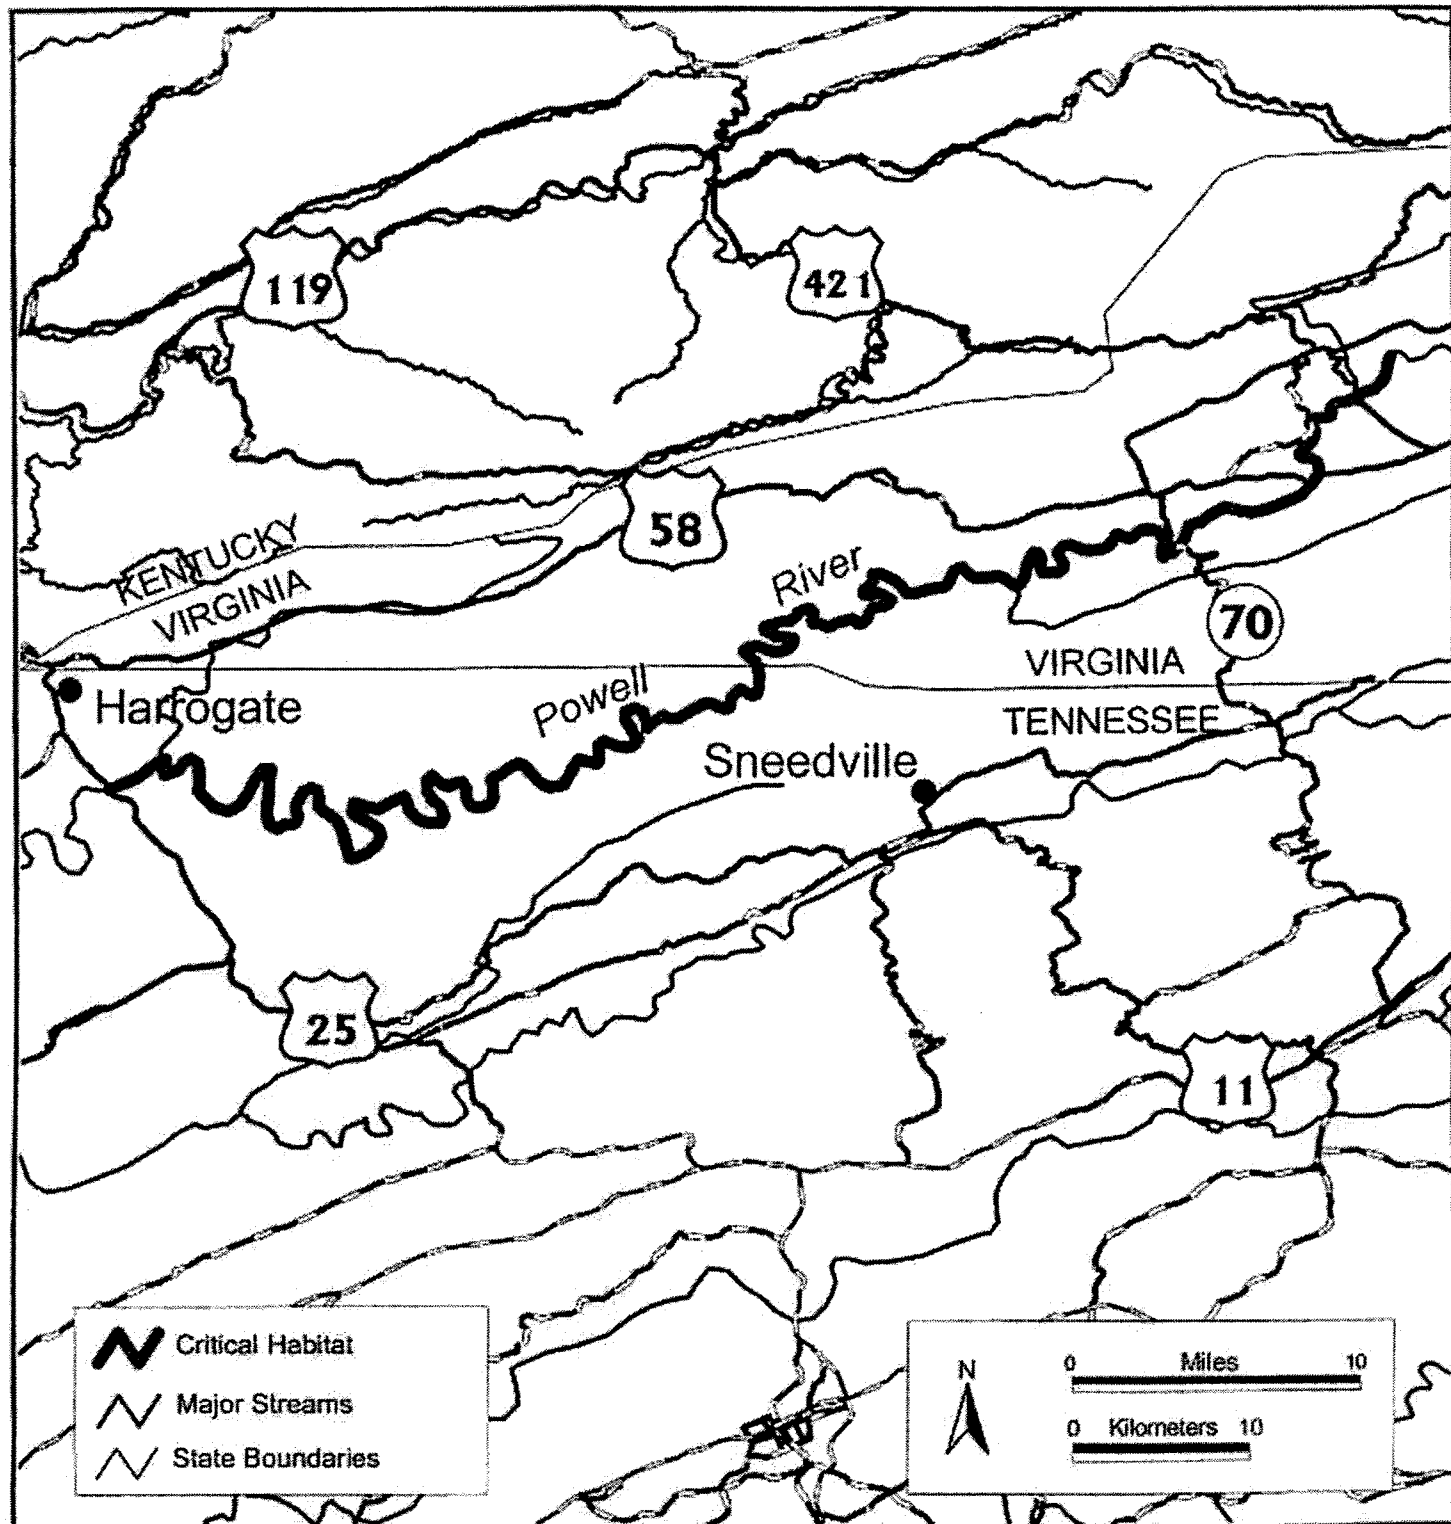 119
421
58
KENTUCKY
VIRGINIA
River
70
Powell
VIRGINIA
Harrogate
TENNESSEE
Sneedville
25
11
Critical Habitat
Major Streams
State Boundaries
N
0 Miles 10
0 Kilometers 10